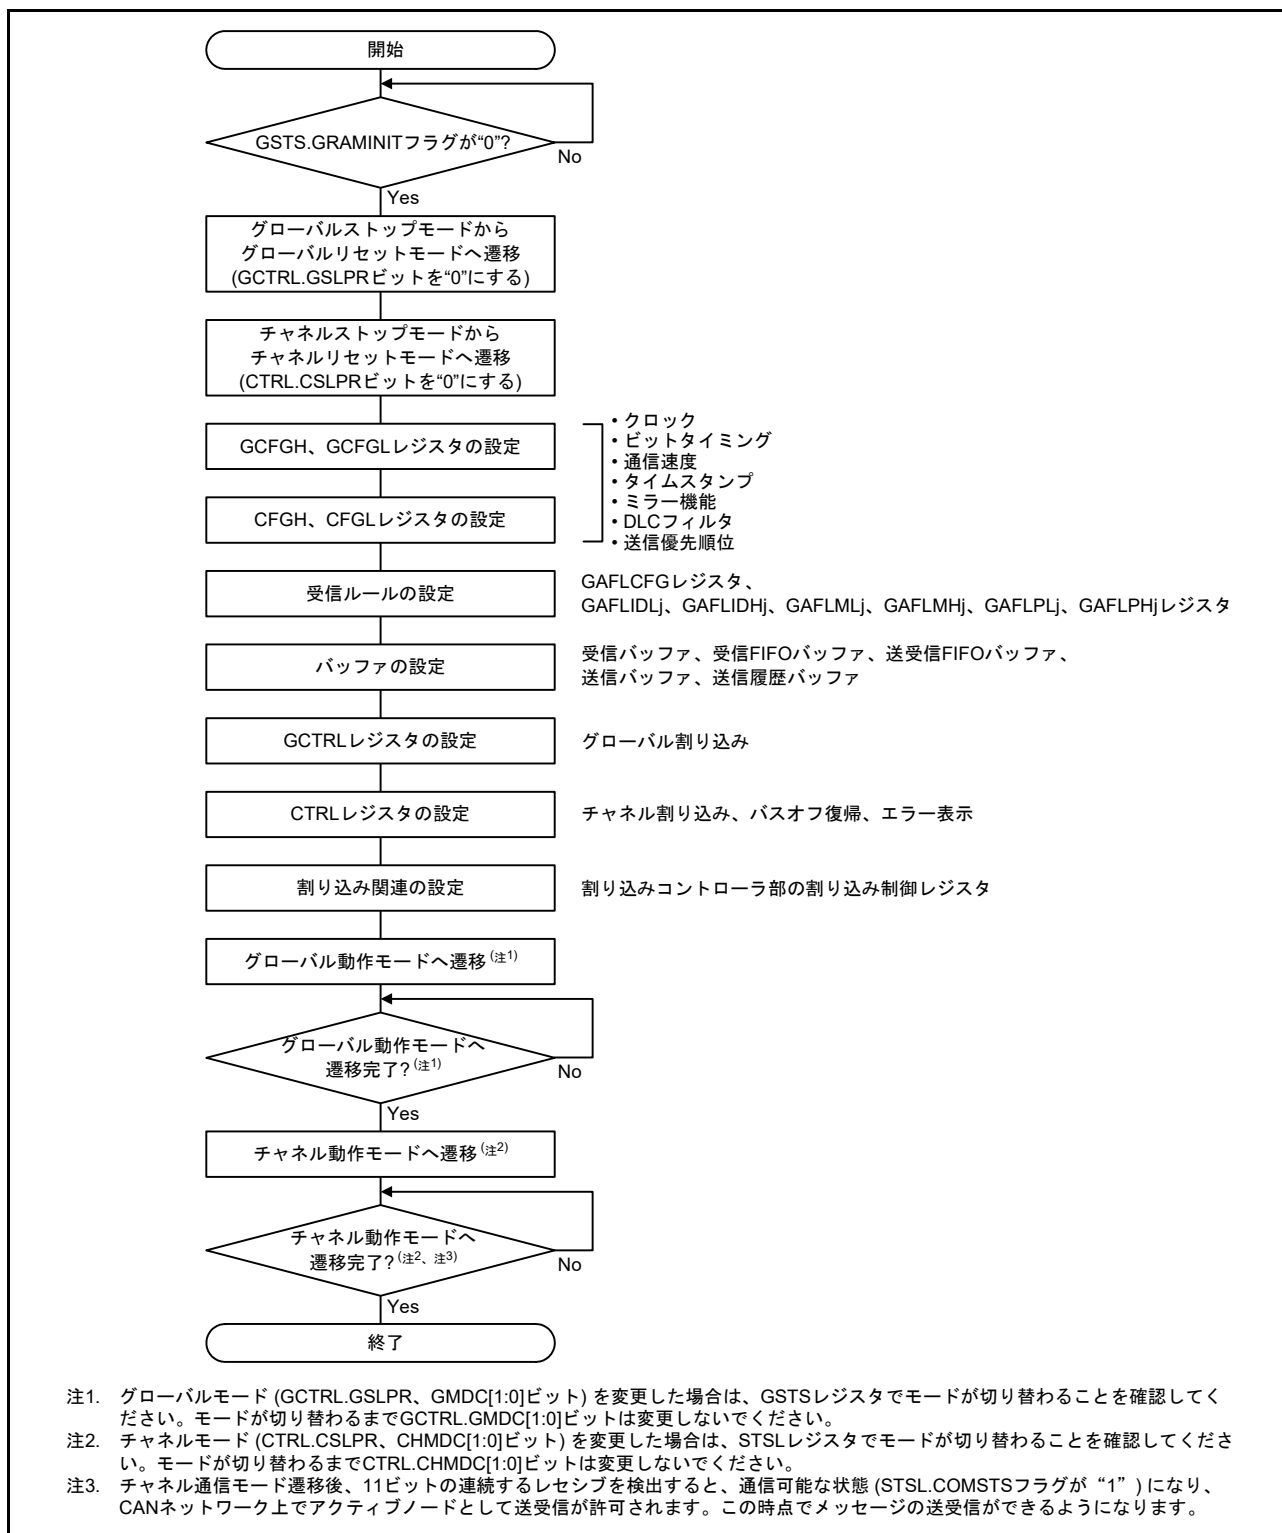 開始
GSTS.GRAMINITフラグが“0”?
No
Yes
グローバルストップモードから
グローバルリセットモードへ遷移
(GCTRL.GSLPRビットを“0”にする)
チャネルストップモードから
チャネルリセットモードへ遷移
(CTRL.CSLPRビットを“0”にする)
GCFGH、GCFGLレジスタの設定
CFGH、CFGLレジスタの設定
• クロック
• ビットタイミング
• 通信速度
• タイムスタンプ
• ミラー機能
• DLCフィルタ
• 送信優先順位
受信ルールの設定
GAFLCFGレジスタ、
GAFLIDLj、GAFLIDHj、GAFLMLj、GAFLMHj、GAFLPLj、GAFLPHjレジスタ
バッファの設定
受信バッファ、受信FIFOバッファ、送受信FIFOバッファ、
送信バッファ、送信履歴バッファ
GCTRLレジスタの設定
グローバル割り込み
CTRLレジスタの設定
チャネル割り込み、バスオフ復帰、エラー表示
割り込み関連の設定
割り込みコントローラ部の割り込み制御レジスタ
グローバル動作モードへ遷移 (注1)
グローバル動作モードへ
遷移完了? (注1)
No
Yes
チャネル動作モードへ遷移 (注2)
チャネル動作モードへ
遷移完了? (注2、注3)
No
Yes
終了
注1. グローバルモード (GCTRL.GSLPR、GMDC[1:0]ビット) を変更した場合は、GSTSレジスタでモードが切り替わることを確認してく
ださい。モードが切り替わるまでGCTRL.GMDC[1:0]ビットは変更しないでください。
注2. チャネルモード (CTRL.CSLPR、CHMDC[1:0]ビット) を変更した場合は、STSLレジスタでモードが切り替わることを確認してくださ
い。モードが切り替わるまでCTRL.CHMDC[1:0]ビットは変更しないでください。
注3. チャネル通信モード遷移後、11ビットの連続するレセシブを検出すると、通信可能な状態 (STSL.COMSTSフラグが“1”) になり、
CANネットワーク上でアクティブノードとして送受信が許可されます。この時点でメッセージの送受信ができるようになります。